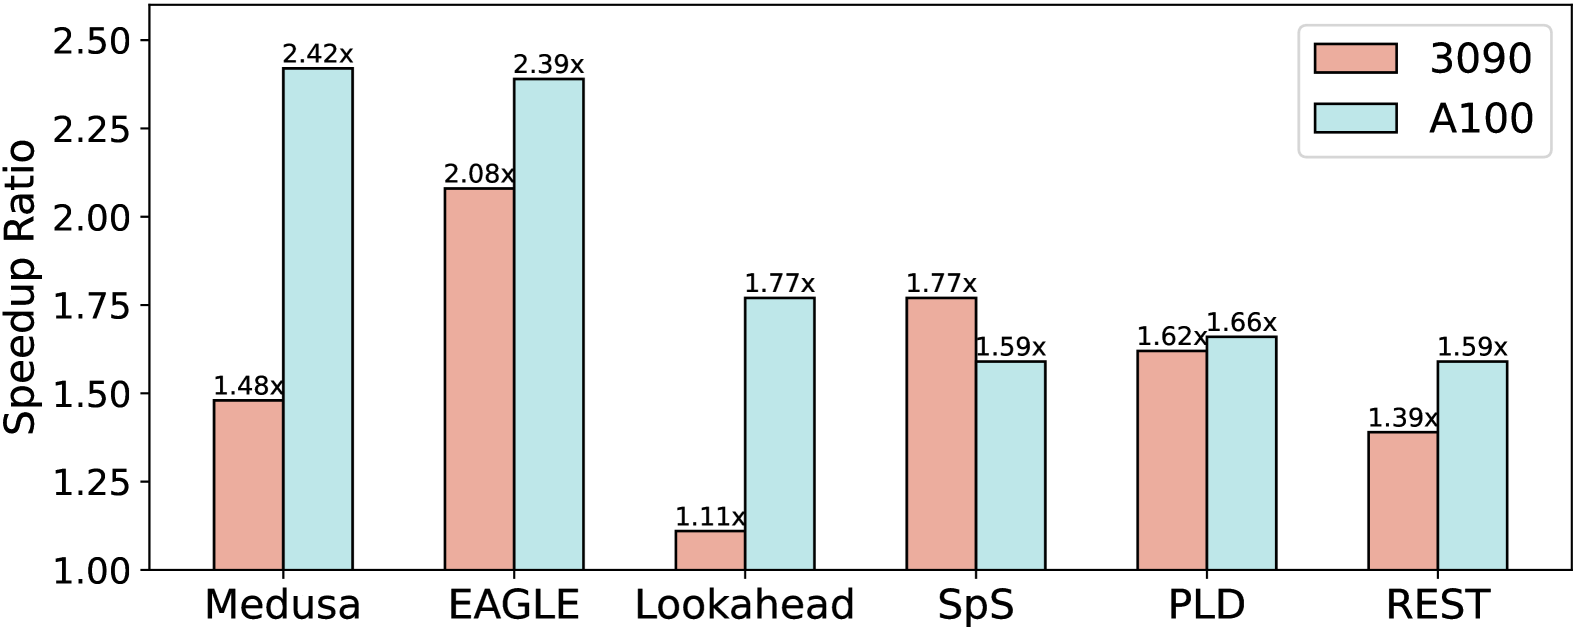 Speedup Ratio
2.50
2.25
2.00
1.75
1.50
1.25
1.00
1.48x
2.42x
2.08x
2.39x
1.11x
1.77x
1.77x
1.59x
1.62x
1.66x
1.39x
1.59x
3090
A100
Medusa
EAGLE
Lookahead
SpS
PLD
REST